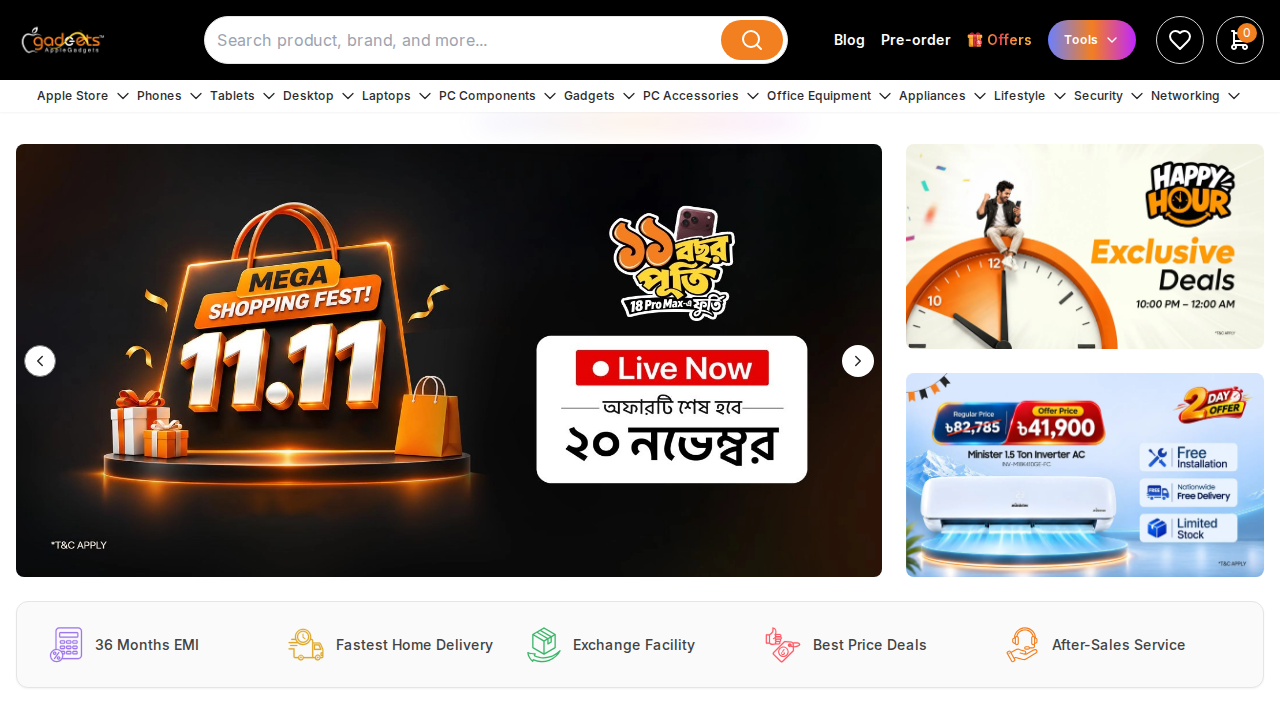 gadgets
AppleGadgets
Search product, brand, and more...
Blog
Pre-order
Offers
Tools
0
Apple Store
Phones
Tablets
Desktop
Laptops
PC Components
Gadgets
PC Accessories
Office Equipment
Appliances
Lifestyle
Security
Networking
MEGA
SHOPPING FEST!
11.11
*T&C APPLY
১১ বছর
পূর্তি
18 Pro Max-এ ফুর্তি
Live Now
অফারটি শেষ হবে
২০ নভেম্বর
HAPPY
HOUR
Exclusive
Deals
10:00 PM – 12:00 AM
*T&C APPLY
12
10
2 DAY
OFFER
Regular Price
৳82,785
Offer Price
৳41,900
Minister 1.5 Ton Inverter AC
Free
Installation
FREE
Nationwide
Free Delivery
Limited
Stock
*T&C APPLY
36 Months EMI
Fastest Home Delivery
Exchange Facility
Best Price Deals
After-Sales Service